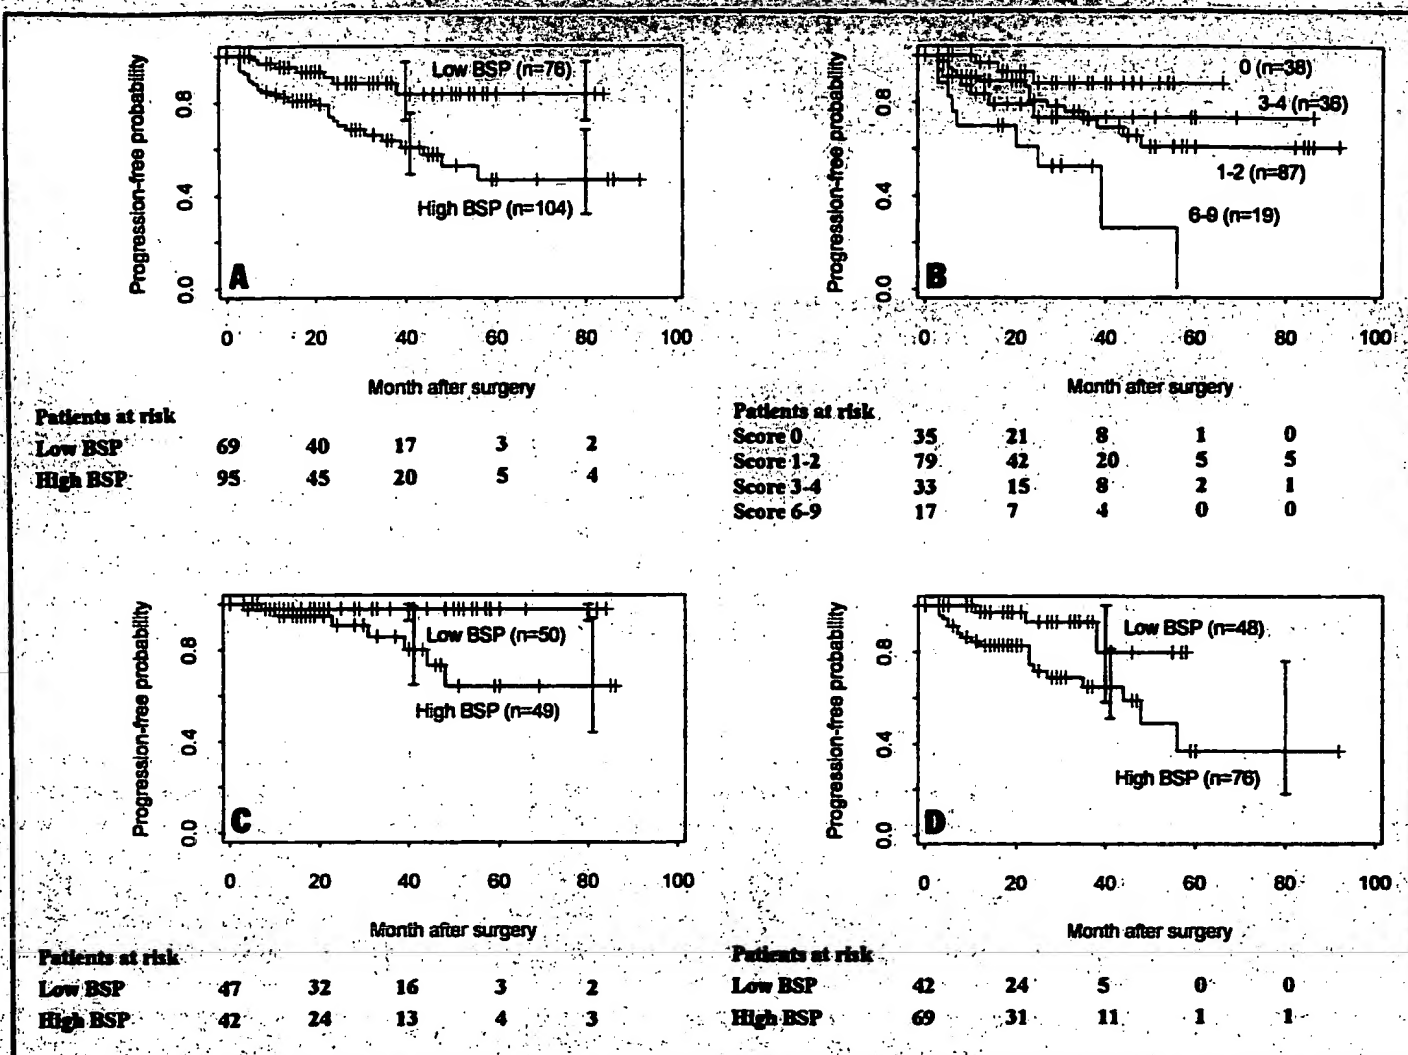 Progression-free probability
0.8
0.4
0.0
Low BSP (n=76)
High BSP (n=104)
A
0 20 40 60 80 100
Month after surgery
Patients at risk
Low BSP 69 40 17 3 2
High BSP 95 45 20 5 4
Progression-free probability
0.8
0.4
0.0
0 (n=38)
3-4 (n=36)
1-2 (n=87)
6-9 (n=19)
B
0 20 40 60 80 100
Month after surgery
Patients at risk
Score 0 35 21 8 1 0
Score 1-2 79 42 20 5 5
Score 3-4 33 15 8 2 1
Score 6-9 17 7 4 0 0
Progression-free probability
0.8
0.4
0.0
Low BSP (n=50)
High BSP (n=49)
C
0 20 40 60 80 100
Month after surgery
Patients at risk
Low BSP 47 32 16 3 2
High BSP 42 24 13 4 3
Progression-free probability
0.8
0.4
0.0
Low BSP (n=48)
High BSP (n=76)
D
0 20 40 60 80 100
Month after surgery
Patients at risk
Low BSP 42 24 5 0 0
High BSP 69 31 11 1 1